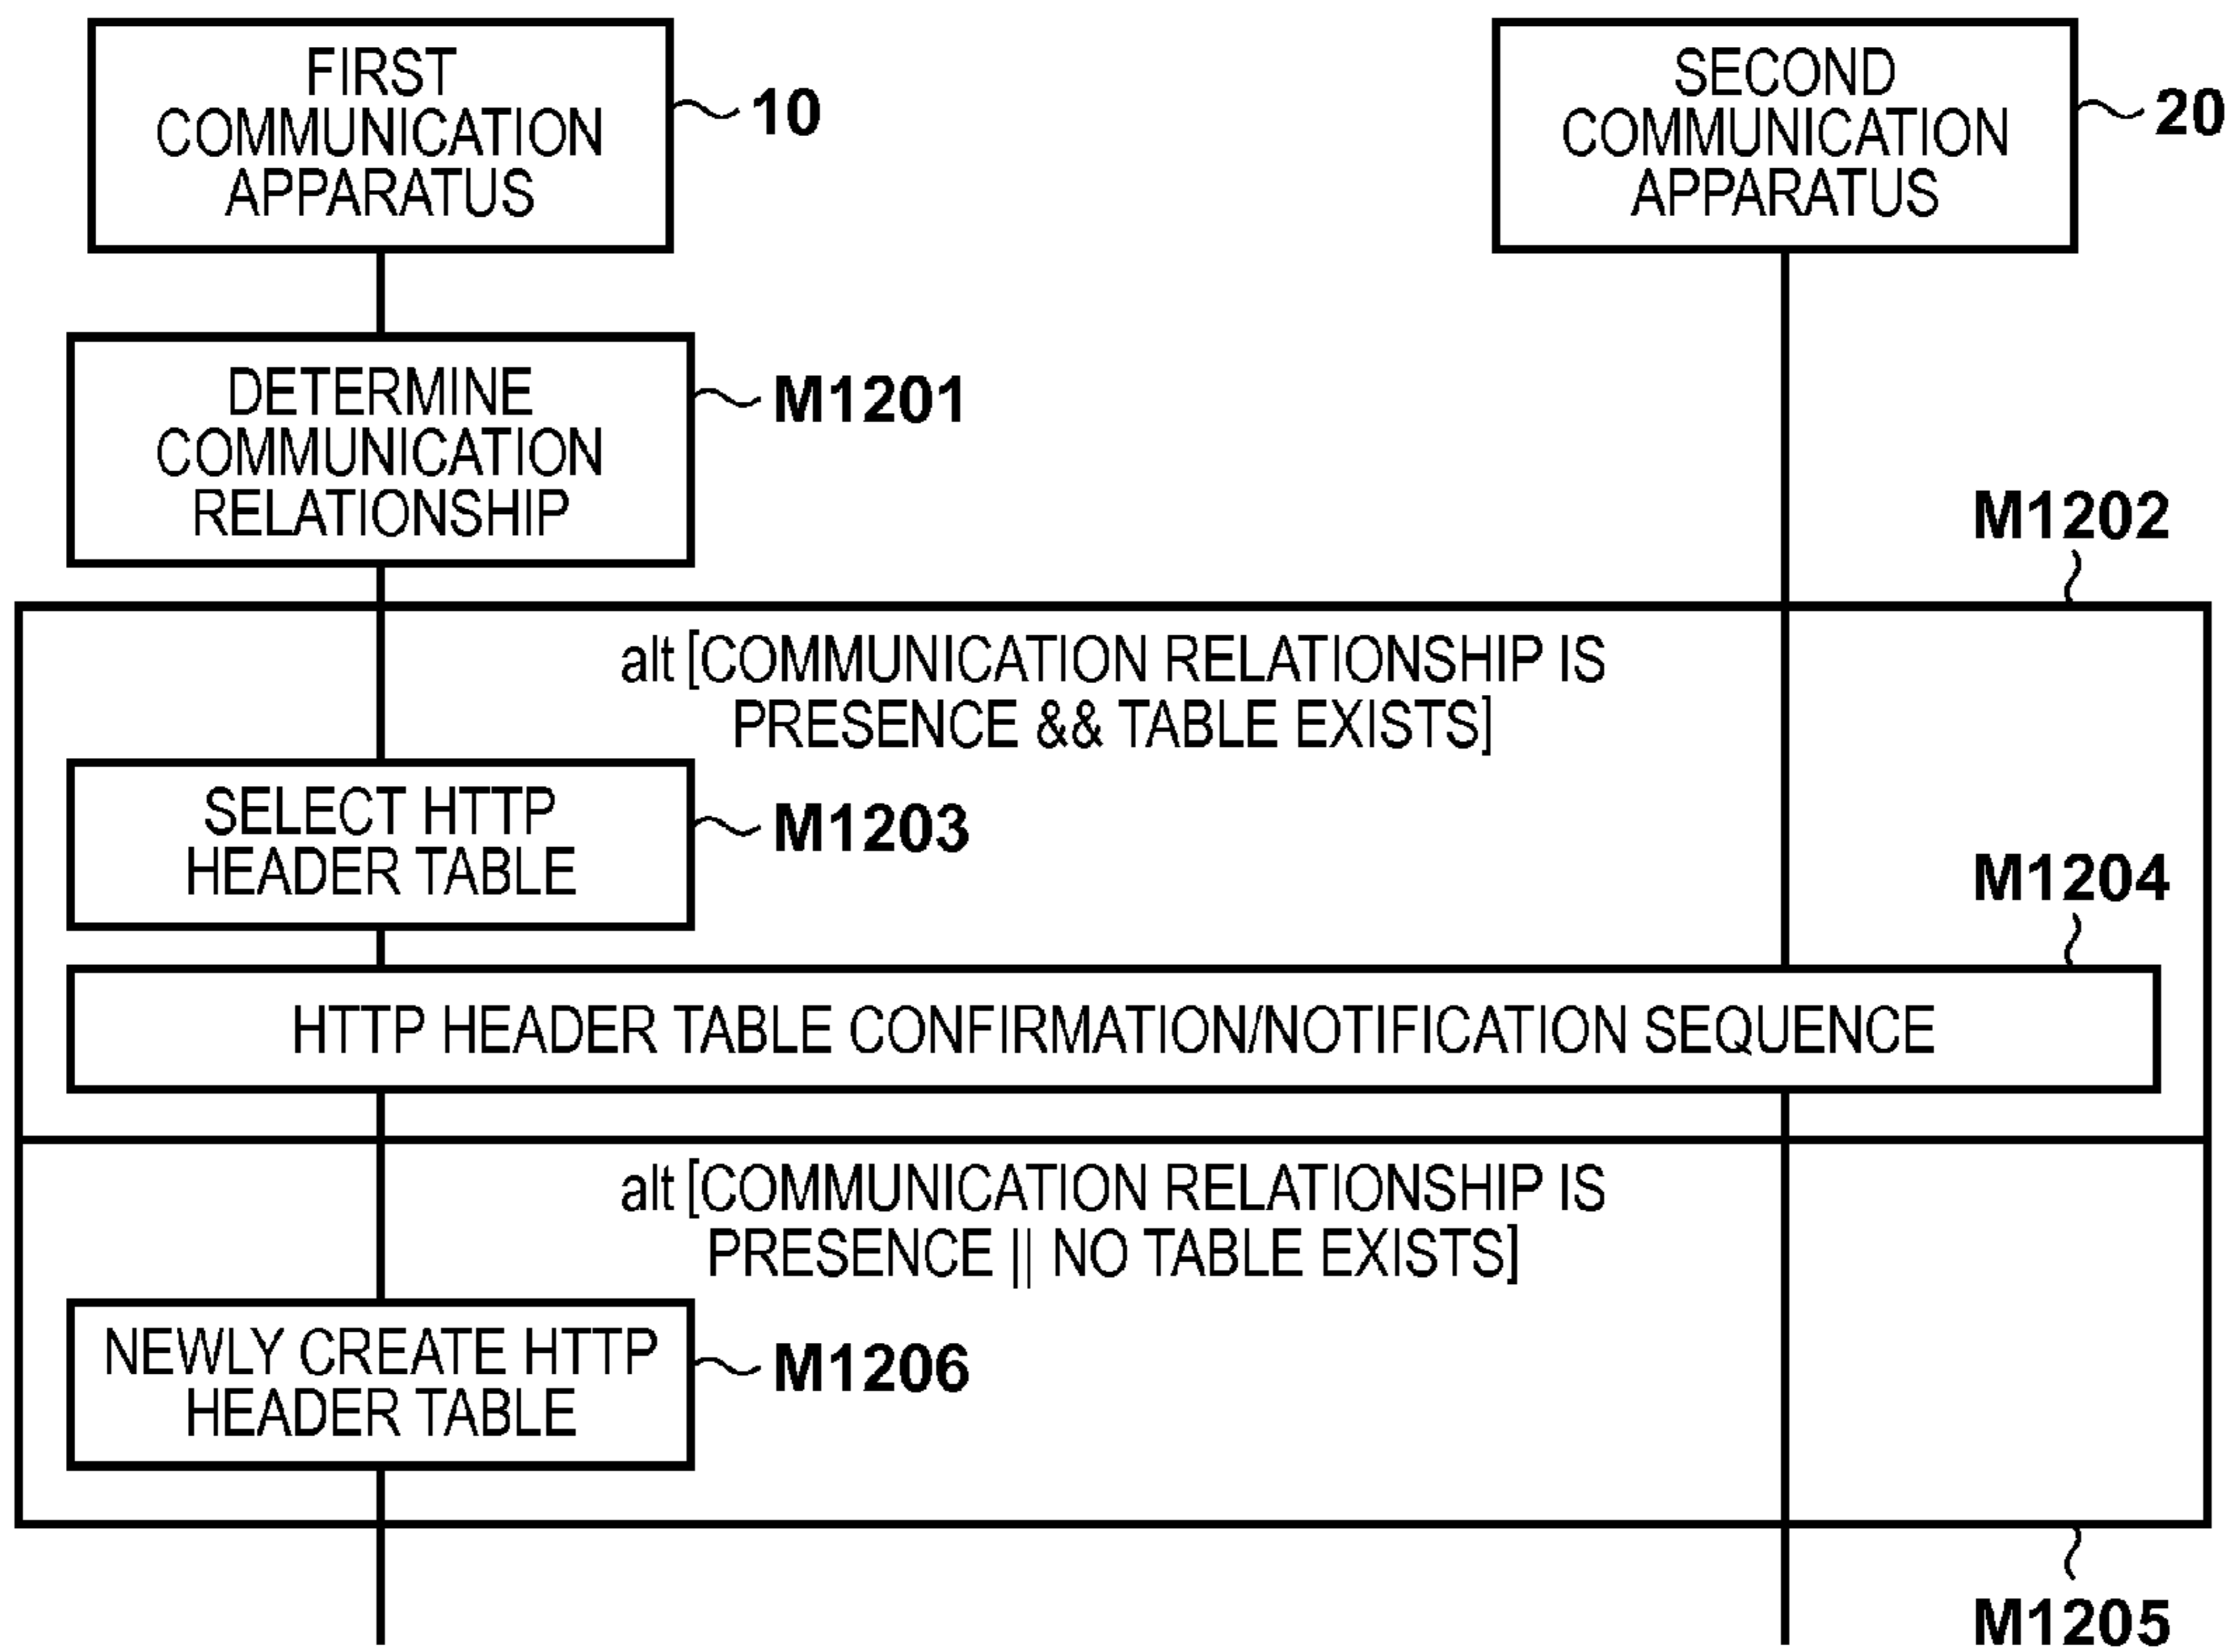 FIRST
COMMUNICATION
APPARATUS
10
SECOND
COMMUNICATION
APPARATUS
20
DETERMINE
COMMUNICATION
RELATIONSHIP
M1201
M1202
alt [COMMUNICATION RELATIONSHIP IS
PRESENCE && TABLE EXISTS]
SELECT HTTP
HEADER TABLE
M1203
M1204
HTTP HEADER TABLE CONFIRMATION/NOTIFICATION SEQUENCE
alt [COMMUNICATION RELATIONSHIP IS
PRESENCE || NO TABLE EXISTS]
NEWLY CREATE HTTP
HEADER TABLE
M1206
M1205